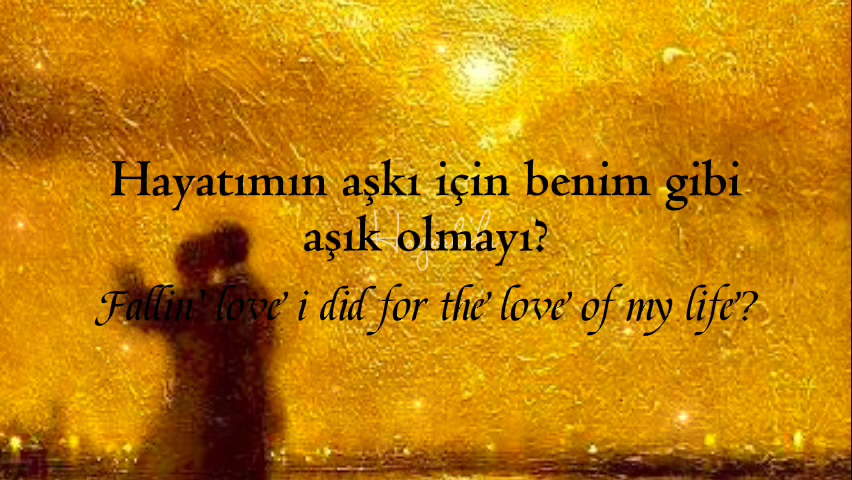 Hayatımın aşkı için benim gibi
aşık olmayı?
Fallin' love i did for the love of my life?